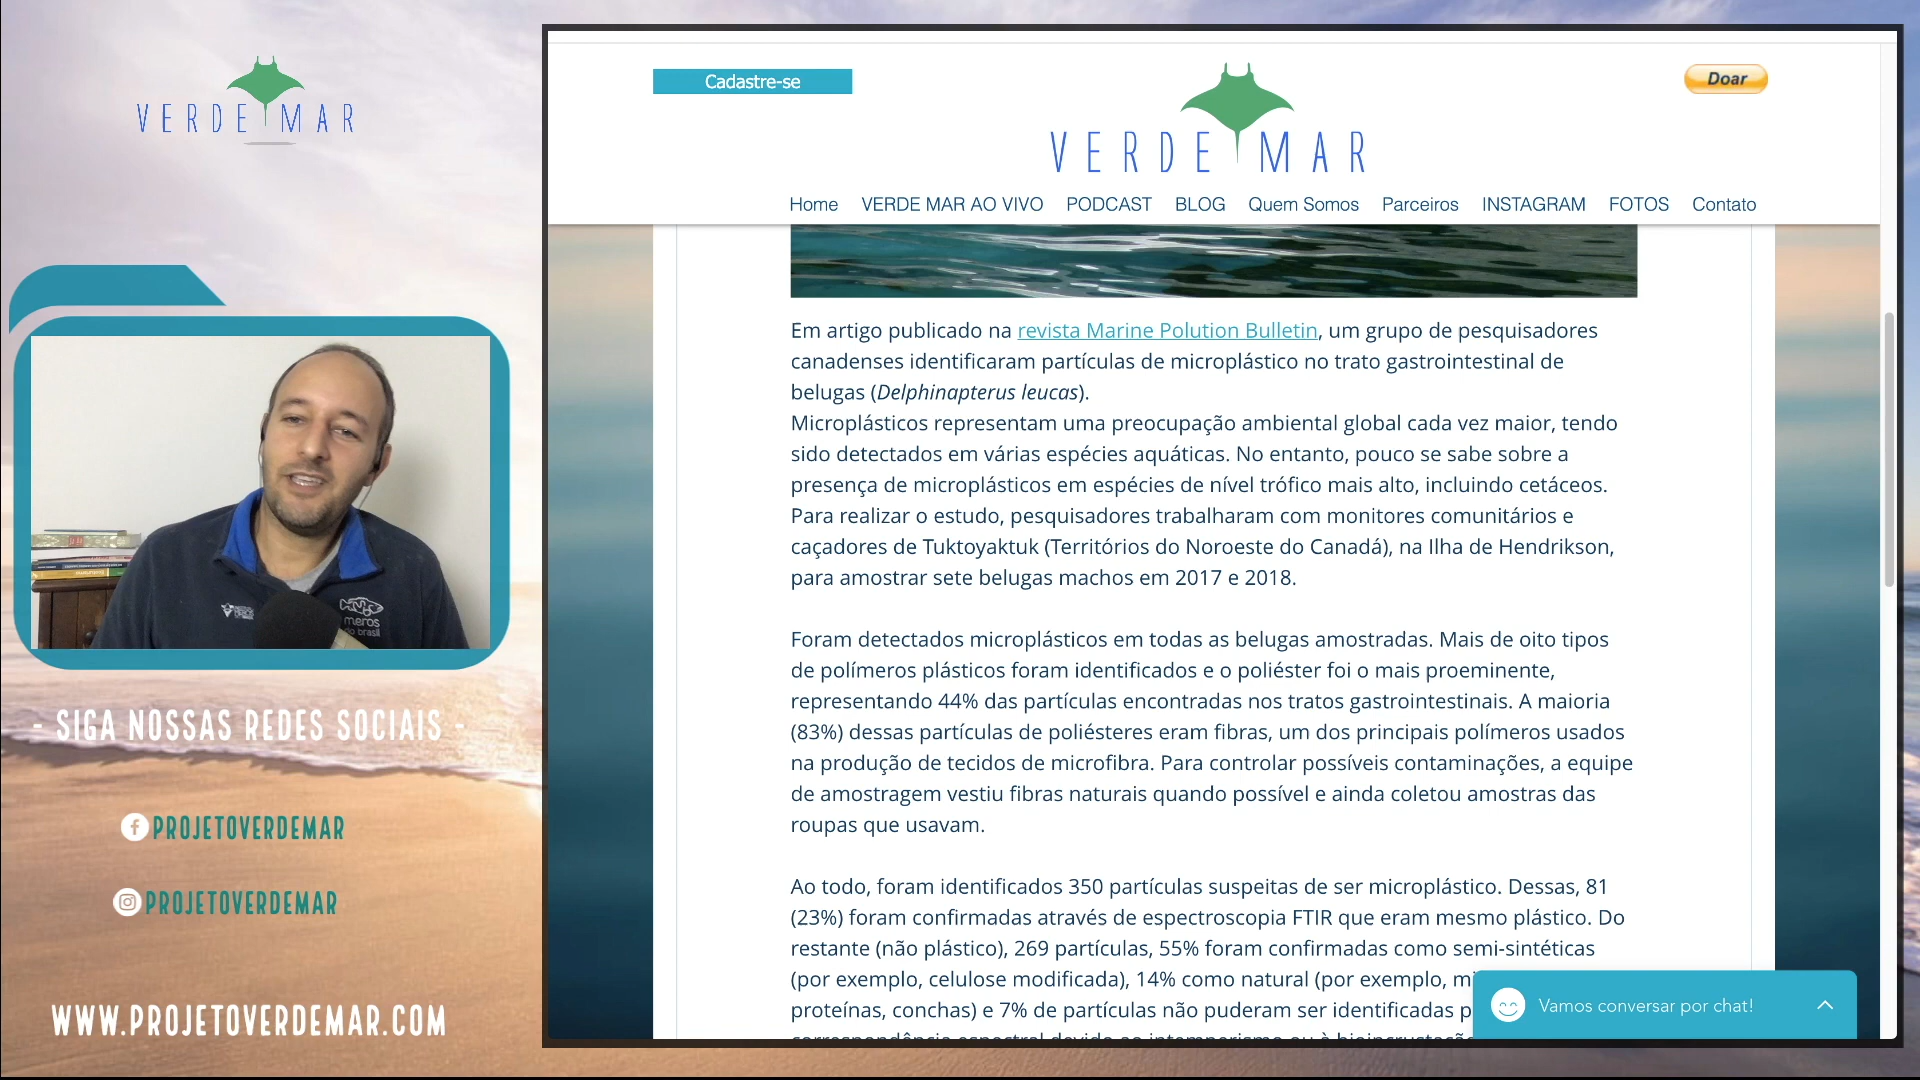 VERDE MAR
meros
do brasil
- SIGA NOSSAS REDES SOCIAIS -
PROJETOVERDEMAR
PROJETOVERDEMAR
WWW.PROJETOVERDEMAR.COM
Cadastre-se
Doar
VERDE MAR
Home VERDE MAR AO VIVO PODCAST BLOG Quem Somos Parceiros INSTAGRAM FOTOS Contato
Em artigo publicado na revista Marine Polution Bulletin, um grupo de pesquisadores
canadenses identificaram partículas de microplástico no trato gastrointestinal de
belugas (Delphinapterus leucas).
Microplásticos representam uma preocupação ambiental global cada vez maior, tendo
sido detectados em várias espécies aquáticas. No entanto, pouco se sabe sobre a
presença de microplásticos em espécies de nível trófico mais alto, incluindo cetáceos.
Para realizar o estudo, pesquisadores trabalharam com monitores comunitários e
caçadores de Tuktoyaktuk (Territórios do Noroeste do Canadá), na Ilha de Hendrikson,
para amostrar sete belugas machos em 2017 e 2018.
Foram detectados microplásticos em todas as belugas amostradas. Mais de oito tipos
de polímeros plásticos foram identificados e o poliéster foi o mais proeminente,
representando 44% das partículas encontradas nos tratos gastrointestinais. A maioria
(83%) dessas partículas de poliésteres eram fibras, um dos principais polímeros usados
na produção de tecidos de microfibra. Para controlar possíveis contaminações, a equipe
de amostragem vestiu fibras naturais quando possível e ainda coletou amostras das
roupas que usavam.
Ao todo, foram identificados 350 partículas suspeitas de ser microplástico. Dessas, 81
(23%) foram confirmadas através de espectroscopia FTIR que eram mesmo plástico. Do
restante (não plástico), 269 partículas, 55% foram confirmadas como semi-sintéticas
(por exemplo, celulose modificada), 14% como natural (por exemplo,
proteínas, conchas) e 7% de partículas não puderam ser identificadas
Vamos conversar por chat!